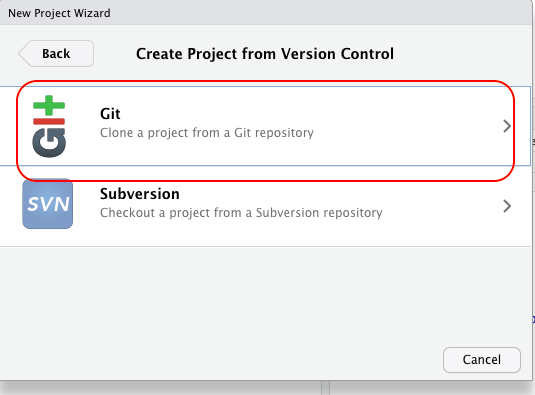 New Project Wizard
Back
Create Project from Version Control
Git
Git
Clone a project from a Git repository
SVN
Subversion
Checkout a project from a Subversion repository
Cancel